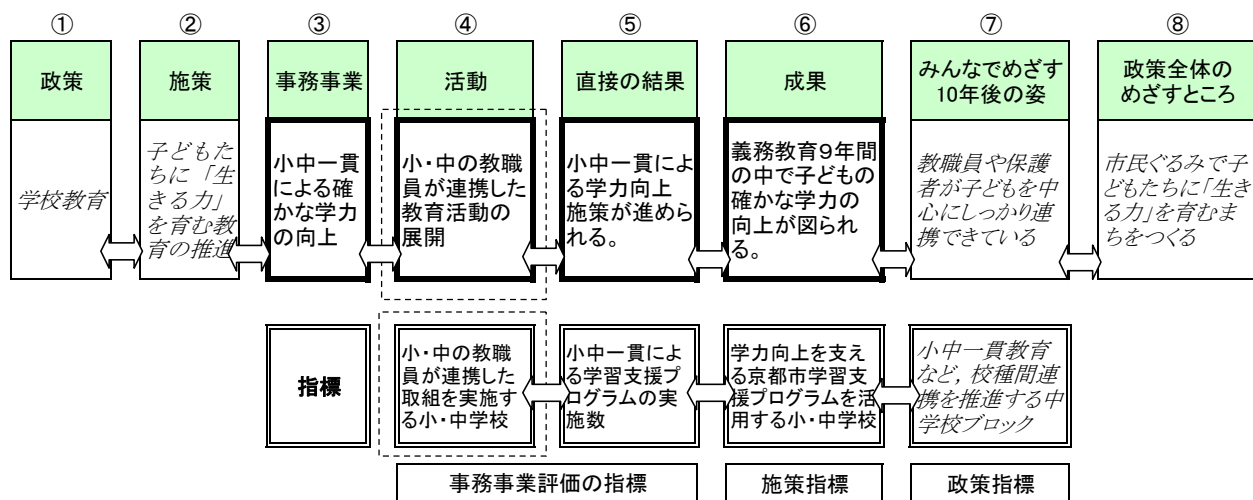 ①
②
③
④
⑤
⑥
⑦
⑧
政策
施策
事務事業
活動
直接の結果
成果
みんなでめざす
10年後の姿
政策全体の
めざすところ
学校教育
子どもた
ちに「生
きる力」
を育む教
育の推進
小中一貫
による確
かな学力
の向上
小・中の教職
員が連携した
教育活動の
展開
小中一貫によ
る学力向上
施策が進めら
れる。
義務教育9年間
の中で子どもの
確かな学力の
向上が図られ
る。
教職員や保護
者が子どもを中
心にしっかり連
携できている
市民ぐるみで子
どもたちに「生き
る力」を育むま
ちをつくる
指標
小・中の教職
員が連携した
取組を実施す
る小・中学校
小中一貫によ
る学習支援プ
ログラムの実
施数
学力向上を支え
る京都市学習支
援プログラムを活
用する小・中学校
小中一貫教育
など,校種間連
携を推進する中
学校ブロック
事務事業評価の指標
施策指標
政策指標